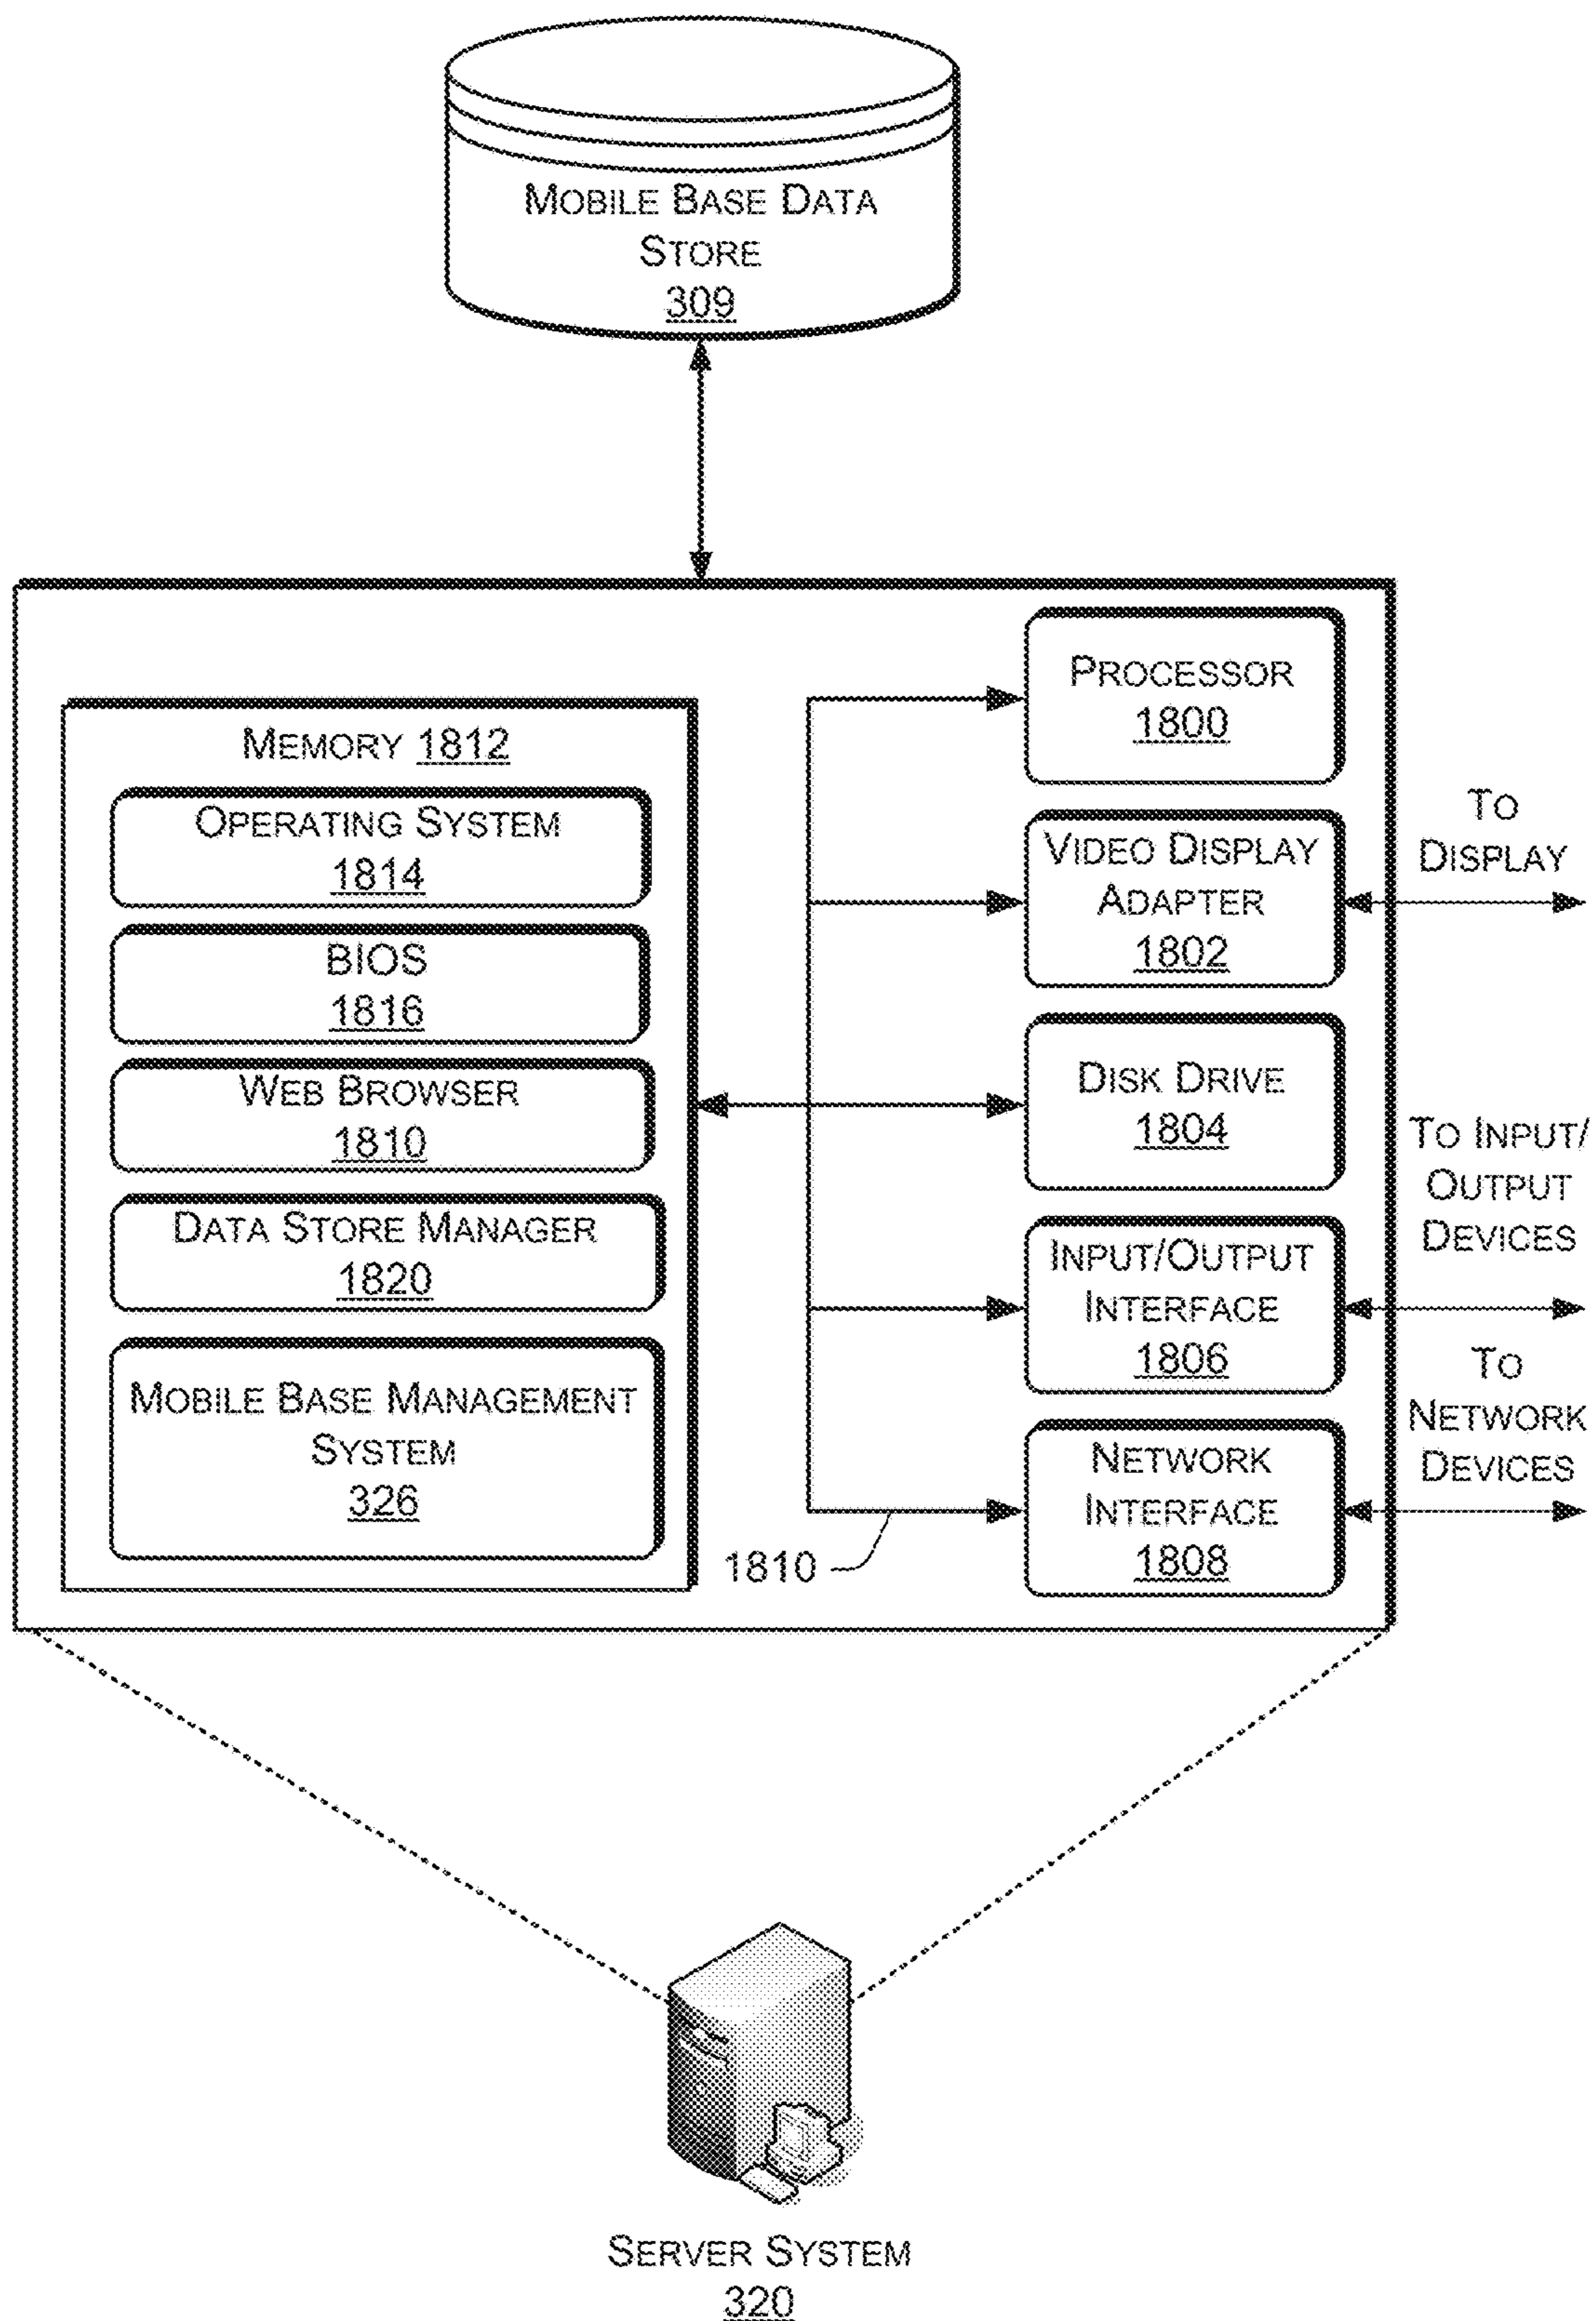 MOBILE BASE DATA
STORE
309
MEMORY 1812
OPERATING SYSTEM
1814
BIOS
1816
WEB BROWSER
1810
DATA STORE MANAGER
1820
MOBILE BASE MANAGEMENT
SYSTEM
326
PROCESSOR
1800
VIDEO DISPLAY
ADAPTER
1802
DISK DRIVE
1804
INPUT/OUTPUT
INTERFACE
1806
NETWORK
INTERFACE
1808
1810
TO
DISPLAY
TO INPUT/
OUTPUT
DEVICES
TO
NETWORK
DEVICES
SERVER SYSTEM
320